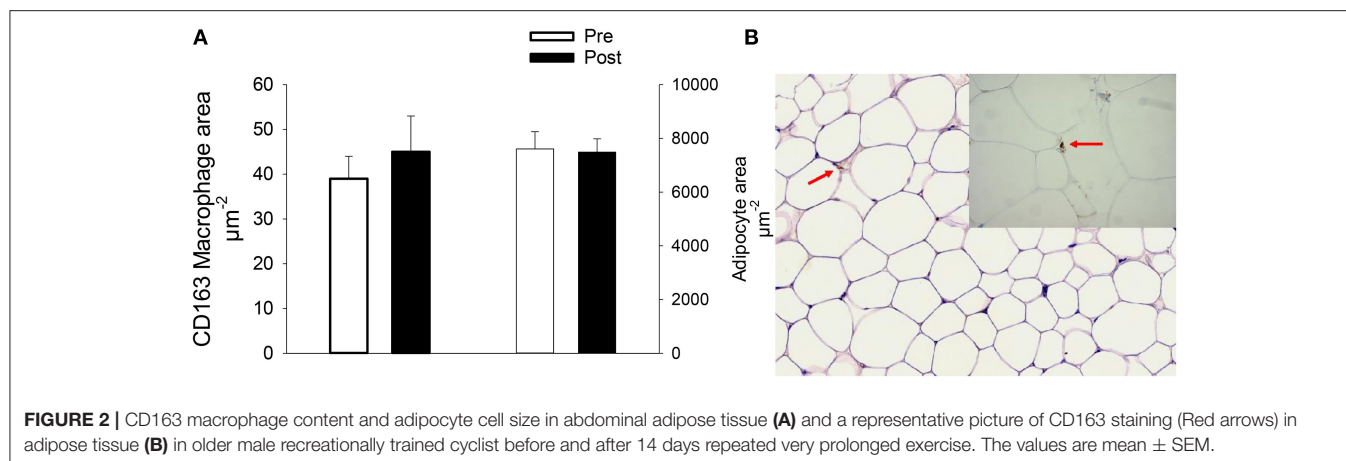 A
Pre
Post
B
60
50
40
30
20
10
0
CD163 Macrophage area
µm-2
10000
8000
6000
4000
2000
0
Adipocyte area
µm-2
FIGURE 2 | CD163 macrophage content and adipocyte cell size in abdominal adipose tissue (A) and a representative picture of CD163 staining (Red arrows) in
adipose tissue (B) in older male recreationally trained cyclist before and after 14 days repeated very prolonged exercise. The values are mean ± SEM.